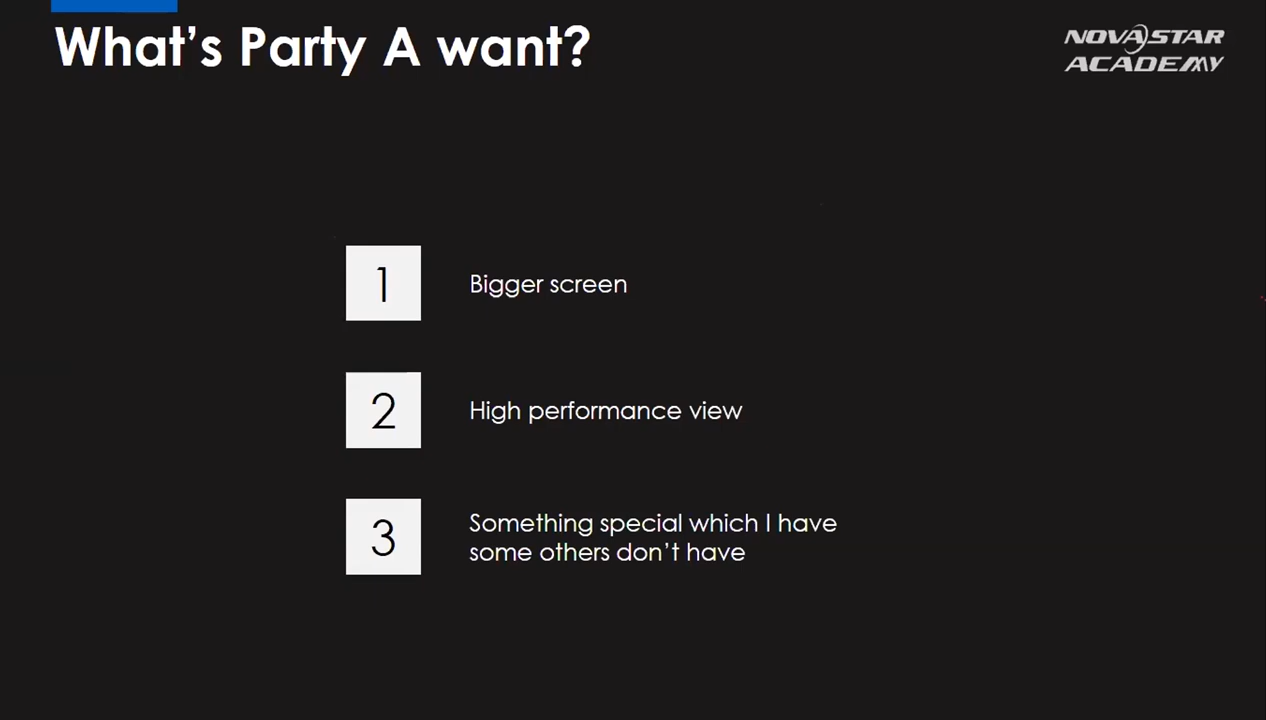 What's Party A want?
NOVASTAR
ACADEMY
1
Bigger screen
2
High performance view
3
Something special which I have
some others don't have